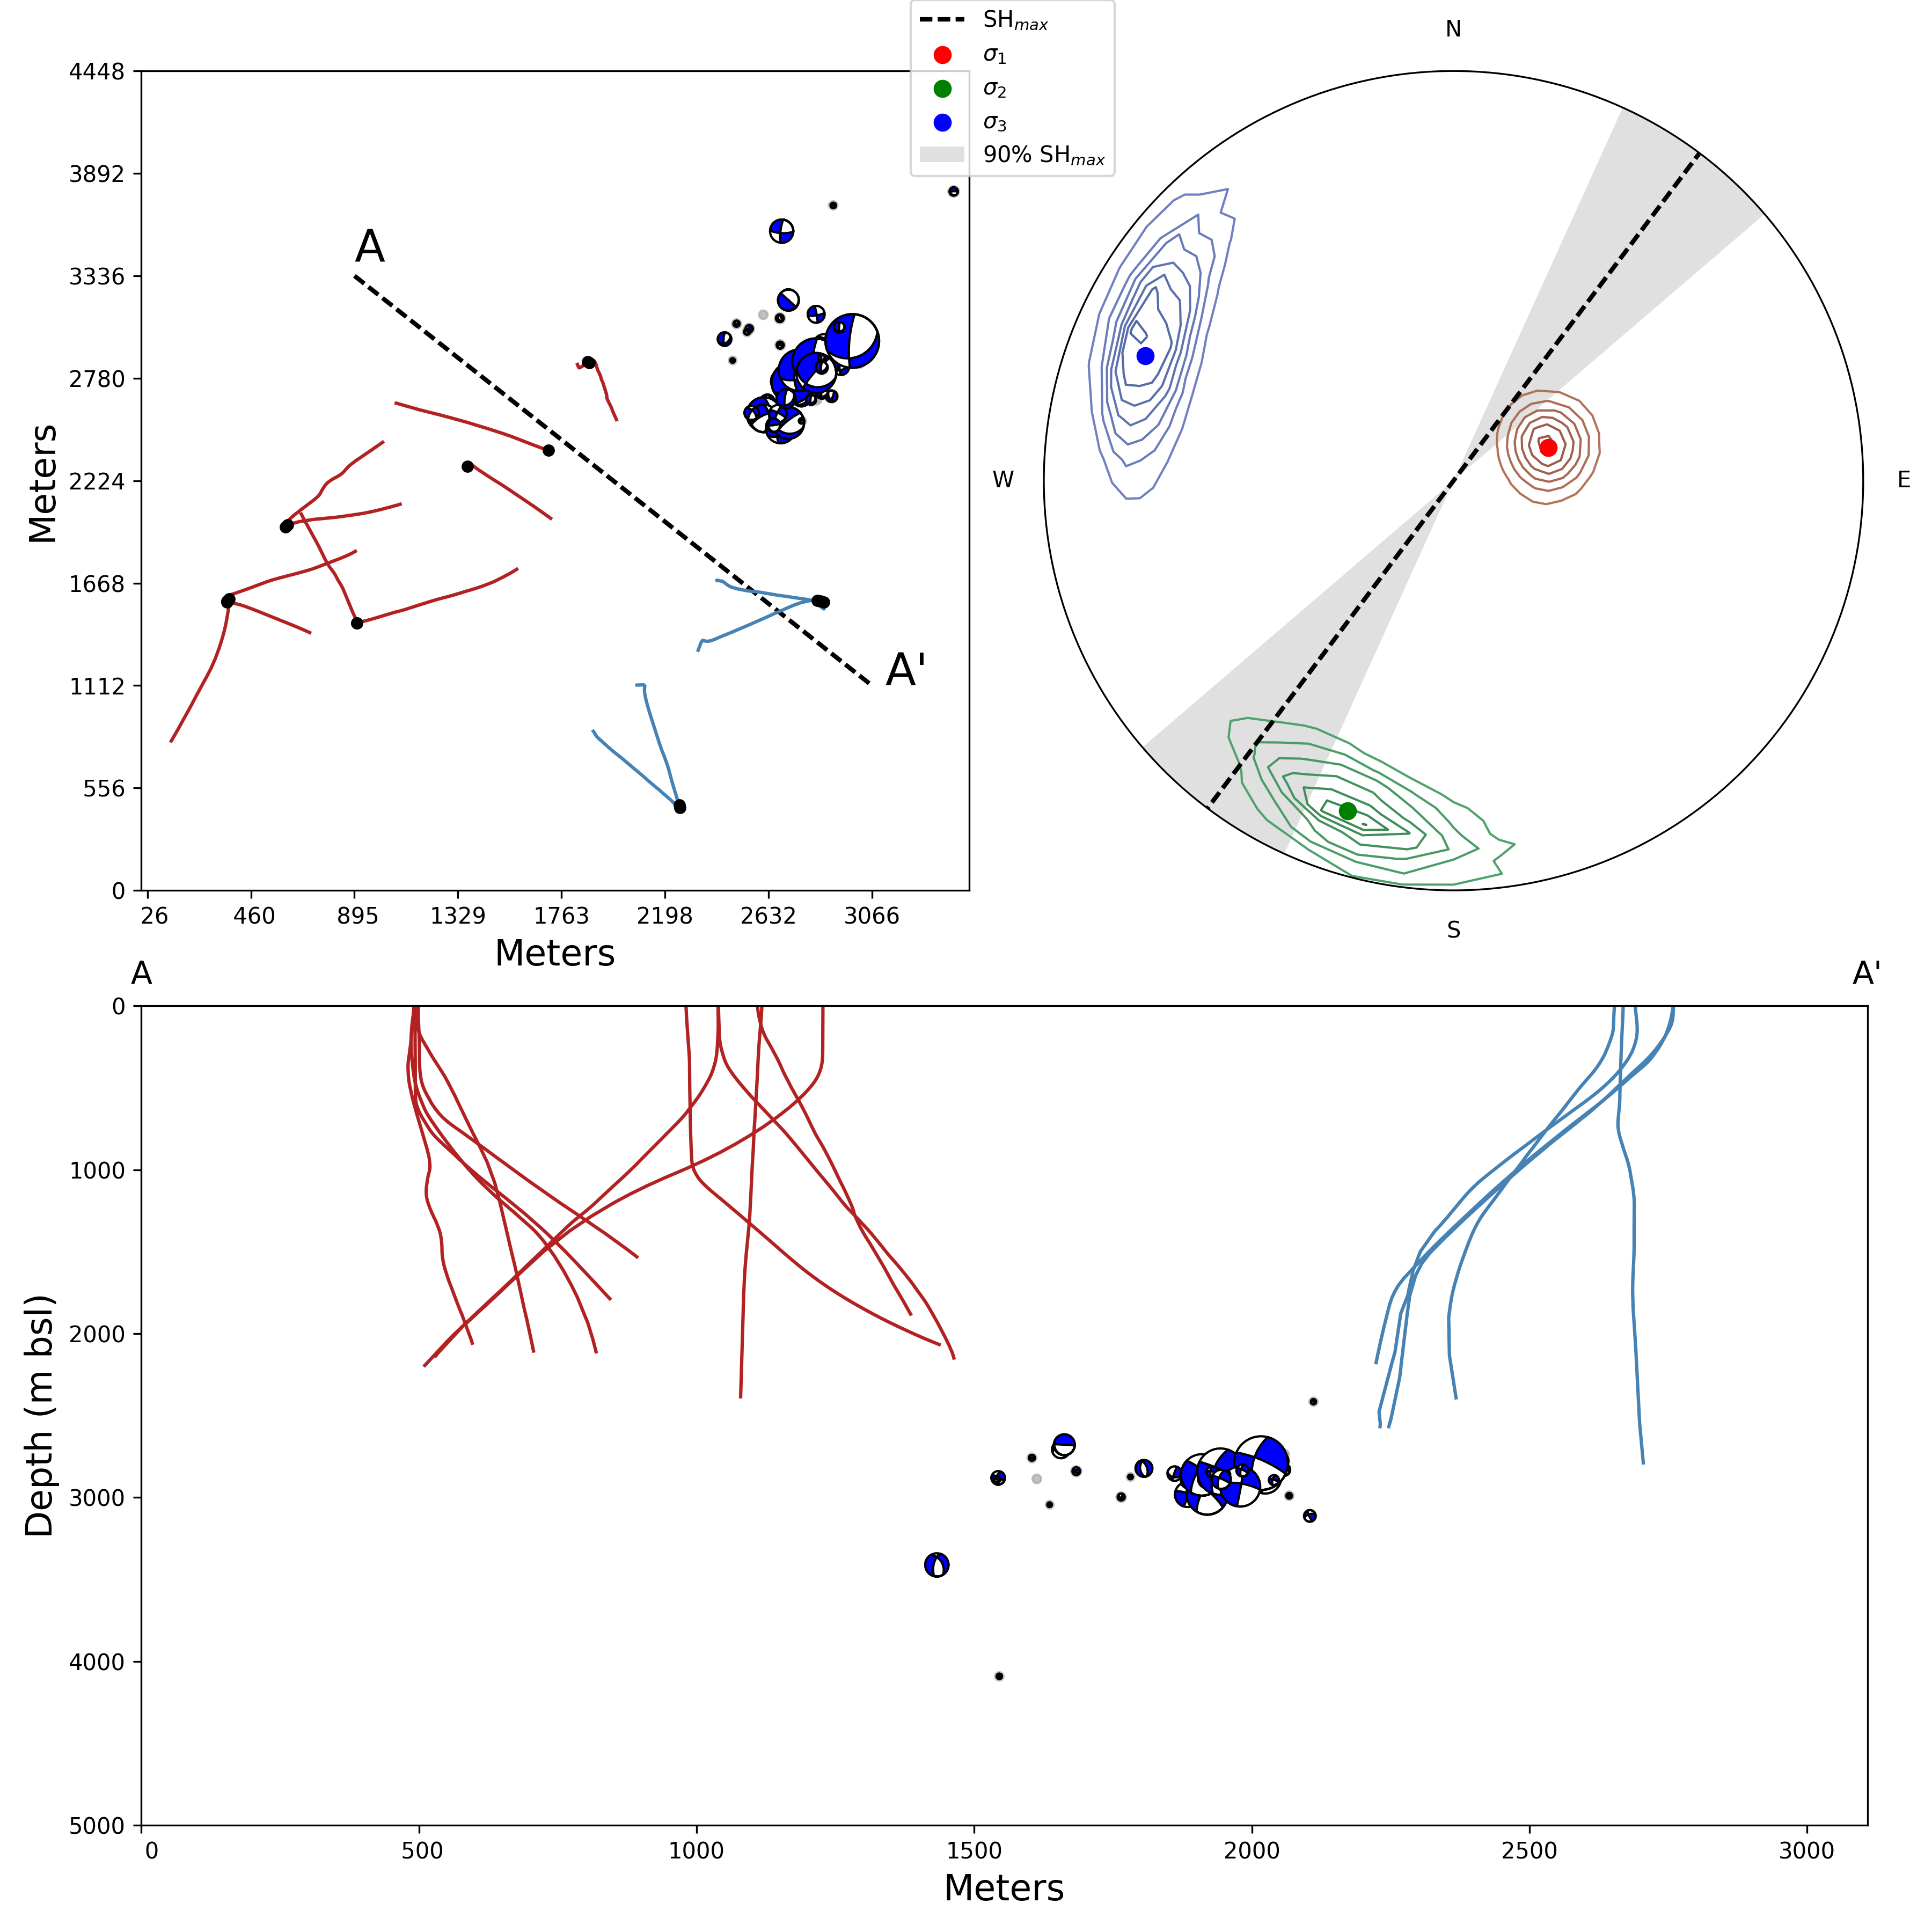 SHmax
σ1
σ2
σ3
90% SHmax
N
W
E
S
4448
3892
3336
2780
2224
1668
1112
556
0
Meters
A
A'
26 460 895 1329 1763 2198 2632 3066
Meters
A A'
0
1000
2000
3000
4000
5000
Depth (m bsl)
0 500 1000 1500 2000 2500 3000
Meters